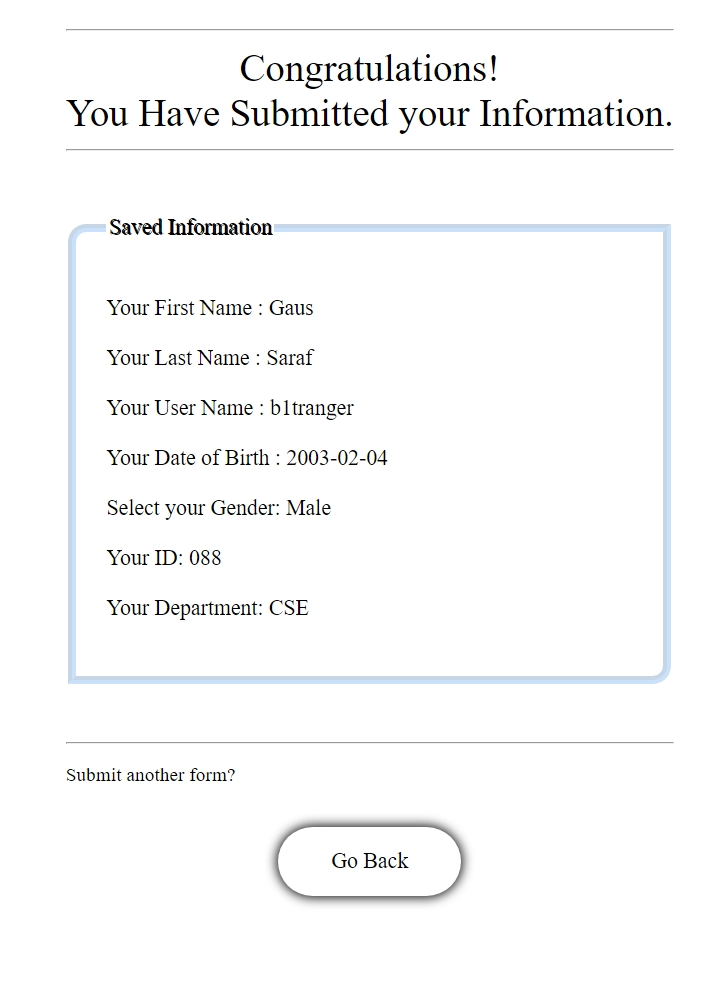 Congratulations!
You Have Submitted your Information.
Saved Information
Your First Name : Gaus
Your Last Name : Saraf
Your User Name : b1tranger
Your Date of Birth : 2003-02-04
Select your Gender: Male
Your ID: 088
Your Department: CSE
Submit another form?
Go Back